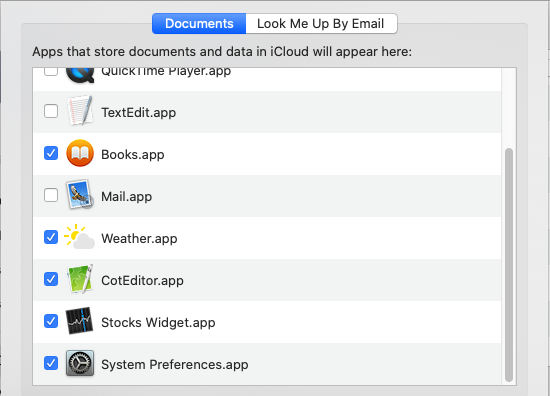 Documents
Look Me Up By Email
Apps that store documents and data in iCloud will appear here:
QuickTime Player.app
TextEdit.app
Books.app
Mail.app
Weather.app
CotEditor.app
Stocks Widget.app
System Preferences.app